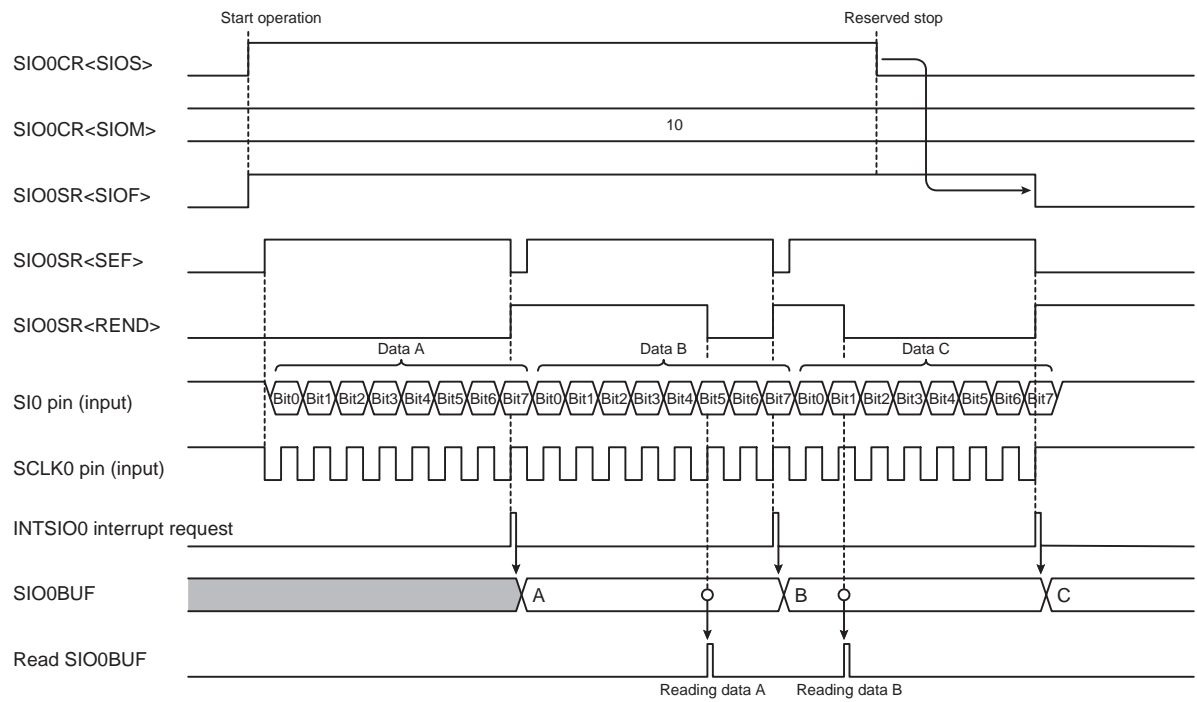 Start operation
Reserved stop
SIO0CR<SIOS>
SIO0CR<SIOM>
10
SIO0SR<SIOF>
SIO0SR<SEF>
SIO0SR<REND>
Data A
Data B
Data C
SI0 pin (input)
Bit0 Bit1 Bit2 Bit3 Bit4 Bit5 Bit6 Bit7 Bit0 Bit1 Bit2 Bit3 Bit4 Bit5 Bit6 Bit7 Bit0 Bit1 Bit2 Bit3 Bit4 Bit5 Bit6 Bit7
SCLK0 pin (input)
INTSIO0 interrupt request
SIO0BUF
A
B
C
Read SIO0BUF
Reading data A
Reading data B